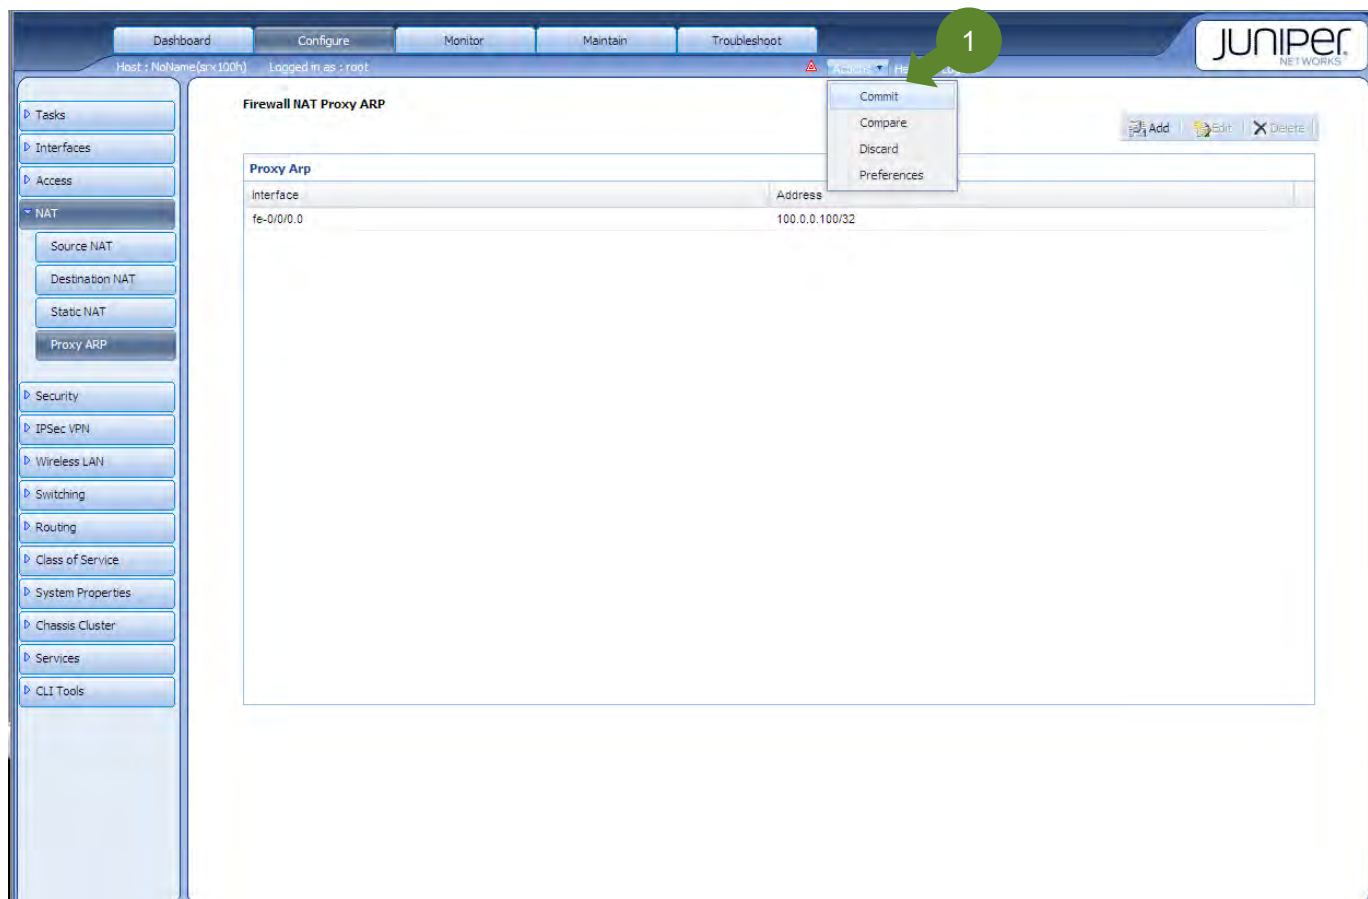 1
JUNIPER
NETWORKS
Dashboard Configure Monitor Maintain Troubleshoot
Host : NoName(srx100h) Logged in as : root Actions
Commit
Compare
Discard
Preferences
Firewall NAT Proxy ARP
Add Edit Delete
Tasks
Interfaces
Access
NAT
Source NAT
Destination NAT
Static NAT
Proxy ARP
Security
IPSec VPN
Wireless LAN
Switching
Routing
Class of Service
System Properties
Chassis Cluster
Services
CLI Tools
Proxy Arp
Interface Address
fe-0/0/0.0 100.0.0.100/32